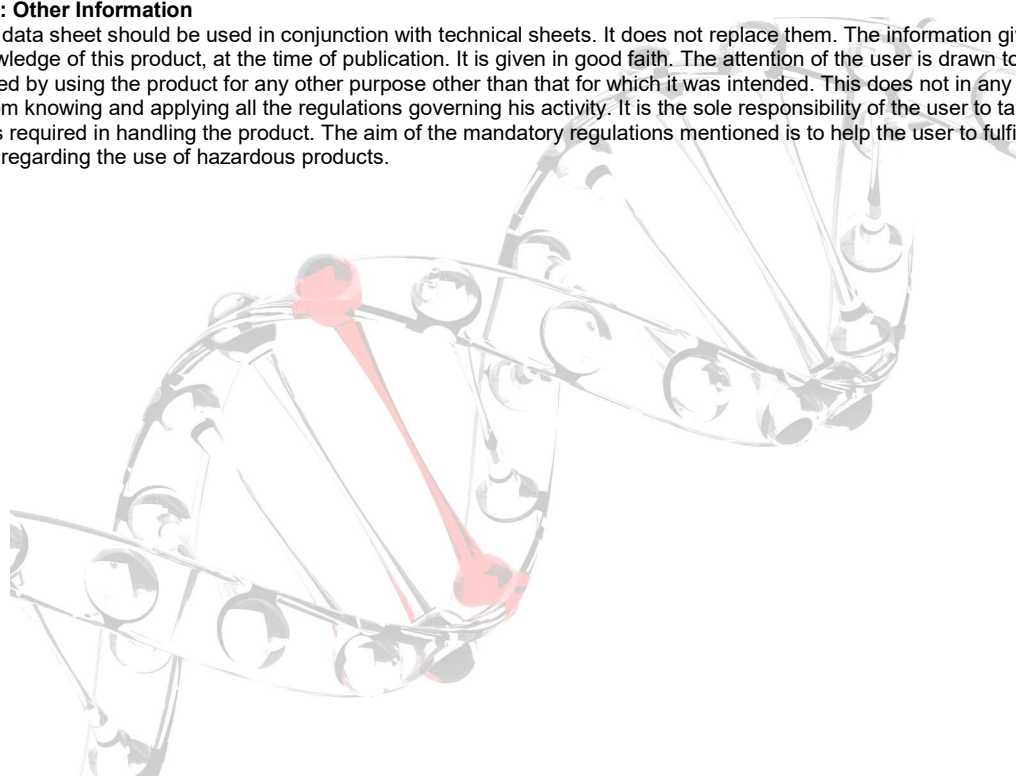 : Other Information
data sheet should be used in conjunction with technical sheets. It does not replace them. The information gi
wledge of this product, at the time of publication. It is given in good faith. The attention of the user is drawn to
ed by using the product for any other purpose other than that for which it was intended. This does not in any
om knowing and applying all the regulations governing his activity. It is the sole responsibility of the user to ta
s required in handling the product. The aim of the mandatory regulations mentioned is to help the user to fulfi
regarding the use of hazardous products.